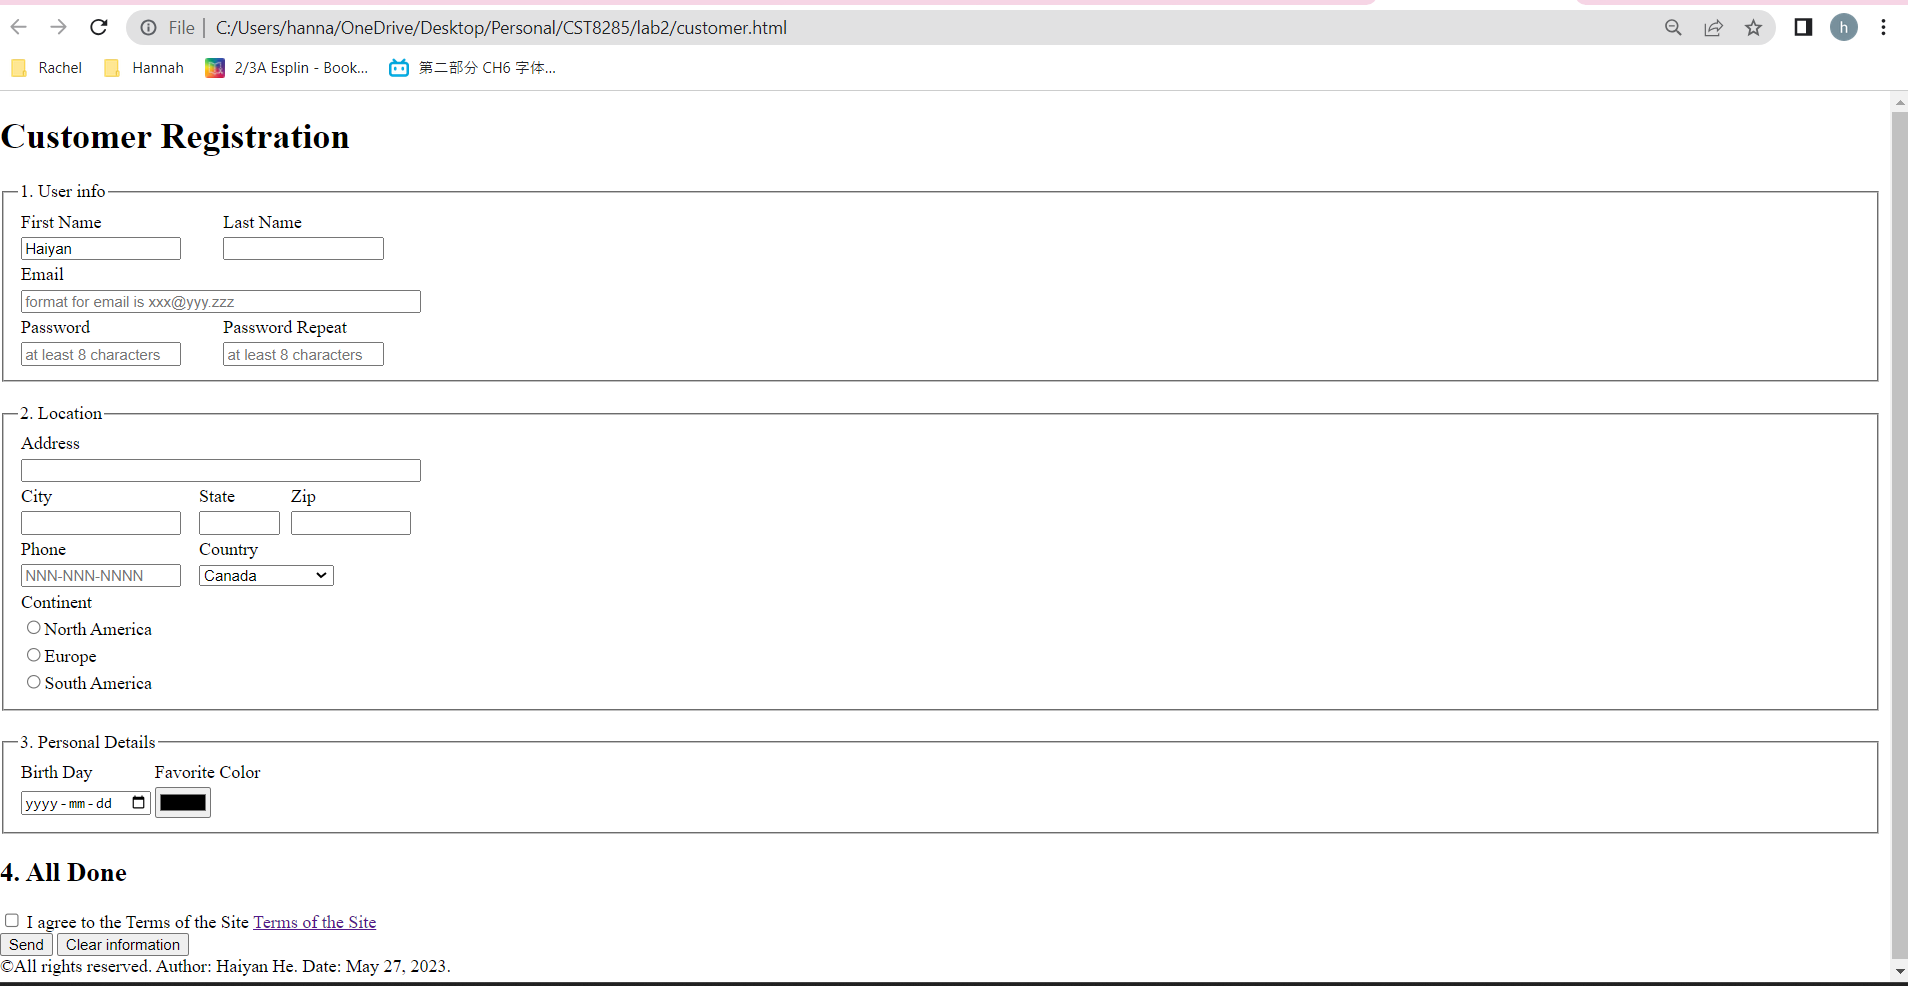 File | C:/Users/hanna/OneDrive/Desktop/Personal/CST8285/lab2/customer.html h
Rachel Hannah 2/3A Esplin - Book... 第二部分 CH6 字体...
Customer Registration
1. User info
First Name Last Name
Haiyan
Email
format for email is xxx@yyy.zzz
Password Password Repeat
at least 8 characters at least 8 characters
2. Location
Address
City State Zip
Phone Country
NNN-NNN-NNNN Canada
Continent
North America
Europe
South America
3. Personal Details
Birth Day Favorite Color
yyyy-mm-dd
4. All Done
I agree to the Terms of the Site Terms of the Site
Send Clear information
©All rights reserved. Author: Haiyan He. Date: May 27, 2023.